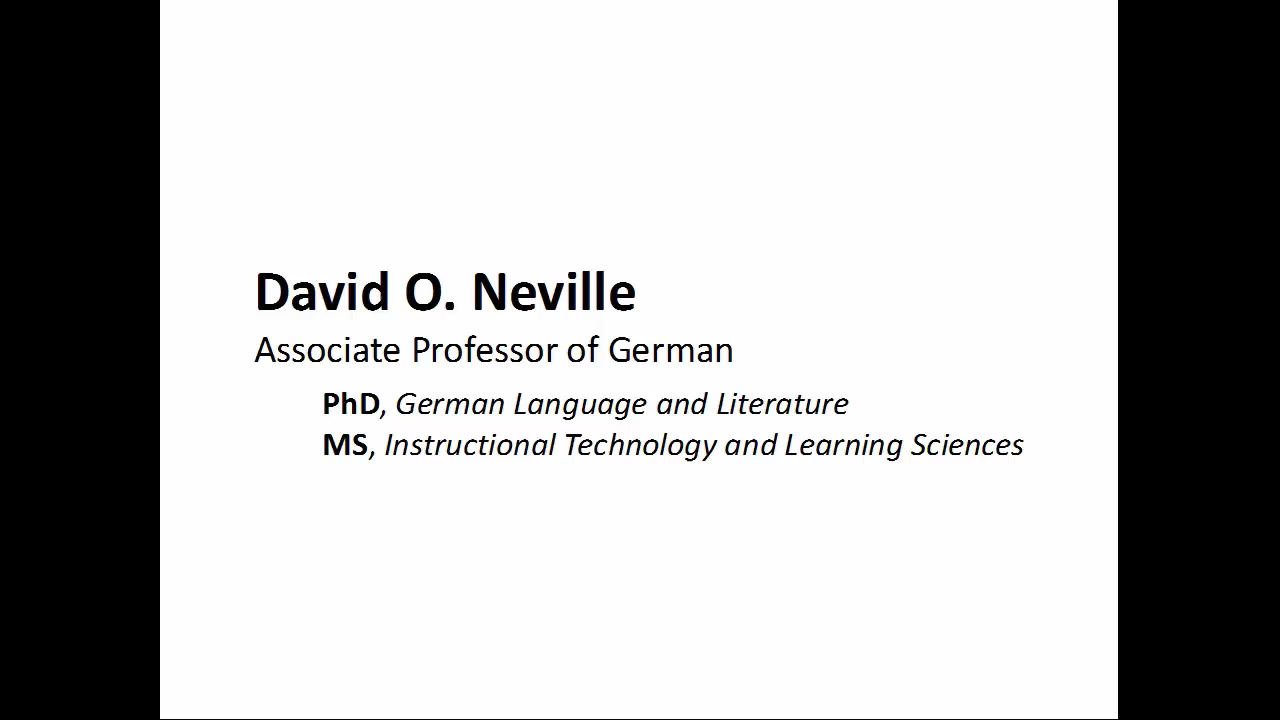 David O. Neville
Associate Professor of German
PhD, German Language and Literature
MS, Instructional Technology and Learning Sciences